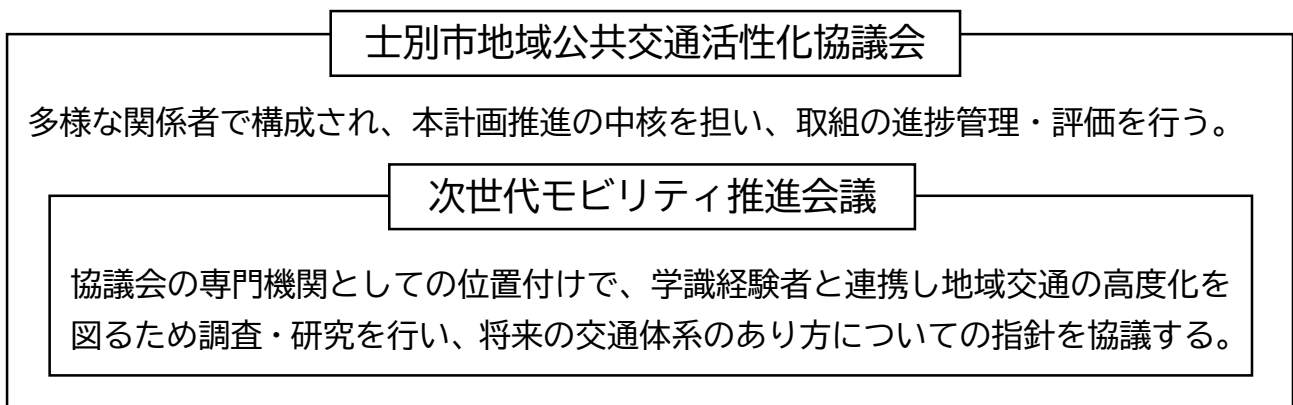 士別市地域公共交通活性化協議会
多様な関係者で構成され、本計画推進の中核を担い、取組の進捗管理・評価を行う。
次世代モビリティ推進会議
協議会の専門機関としての位置付けで、学識経験者と連携し地域交通の高度化を
図るため調査・研究を行い、将来の交通体系のあり方についての指針を協議する。